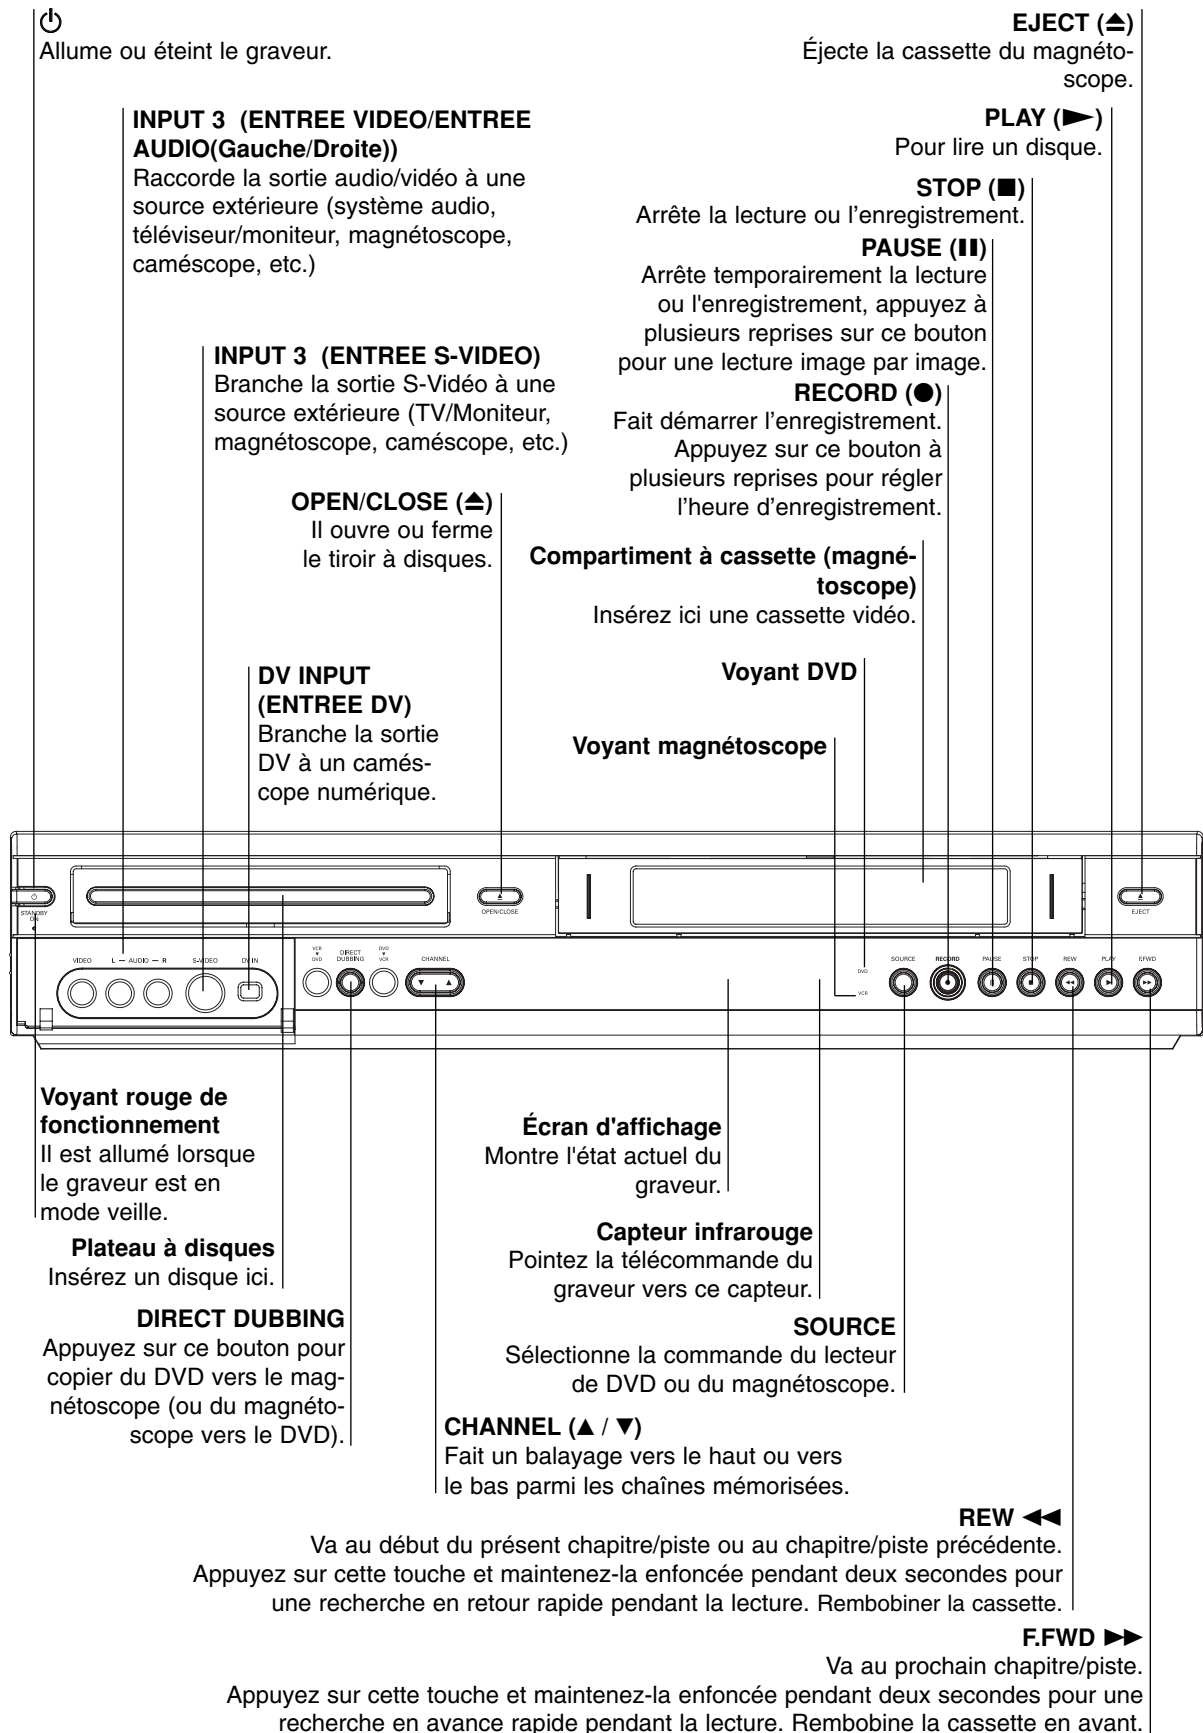 ⏻
Allume ou éteint le graveur.
EJECT (⏏)
Éjecte la cassette du magnéto-
scope.
INPUT 3 (ENTREE VIDEO/ENTREE
AUDIO(Gauche/Droite))
Raccorde la sortie audio/vidéo à une
source extérieure (système audio,
téléviseur/moniteur, magnétoscope,
caméscope, etc.)
PLAY (►)
Pour lire un disque.
STOP (■)
Arrête la lecture ou l’enregistrement.
PAUSE (II)
Arrête temporairement la lecture
ou l'enregistrement, appuyez à
plusieurs reprises sur ce bouton
pour une lecture image par image.
INPUT 3 (ENTREE S-VIDEO)
Branche la sortie S-Vidéo à une
source extérieure (TV/Moniteur,
magnétoscope, caméscope, etc.)
RECORD (●)
Fait démarrer l’enregistrement.
Appuyez sur ce bouton à
plusieurs reprises pour régler
l’heure d’enregistrement.
OPEN/CLOSE (⏏)
Il ouvre ou ferme
le tiroir à disques.
Compartiment à cassette (magné-
toscope)
Insérez ici une cassette vidéo.
DV INPUT
(ENTREE DV)
Branche la sortie
DV à un camés-
cope numérique.
Voyant DVD
Voyant magnétoscope
STANDBY
ON
OPEN/CLOSE
EJECT
VIDEO L — AUDIO — R S-VIDEO DV IN
VCR
▼
DVD
DIRECT
DUBBING
DVD
▼
VCR
CHANNEL
▼ ▲
DVD
VCR
SOURCE RECORD PAUSE STOP REW PLAY F.FWD
Voyant rouge de
fonctionnement
Il est allumé lorsque
le graveur est en
mode veille.
Plateau à disques
Insérez un disque ici.
DIRECT DUBBING
Appuyez sur ce bouton pour
copier du DVD vers le mag-
nétoscope (ou du magnéto-
scope vers le DVD).
Écran d'affichage
Montre l'état actuel du
graveur.
Capteur infrarouge
Pointez la télécommande du
graveur vers ce capteur.
SOURCE
Sélectionne la commande du lecteur
de DVD ou du magnétoscope.
CHANNEL (▲ / ▼)
Fait un balayage vers le haut ou vers
le bas parmi les chaînes mémorisées.
REW ◄◄
Va au début du présent chapitre/piste ou au chapitre/piste précédente.
Appuyez sur cette touche et maintenez-la enfoncée pendant deux secondes pour
une recherche en retour rapide pendant la lecture. Rembobiner la cassette.
F.FWD ►►
Va au prochain chapitre/piste.
Appuyez sur cette touche et maintenez-la enfoncée pendant deux secondes pour une
recherche en avance rapide pendant la lecture. Rembobine la cassette en avant.